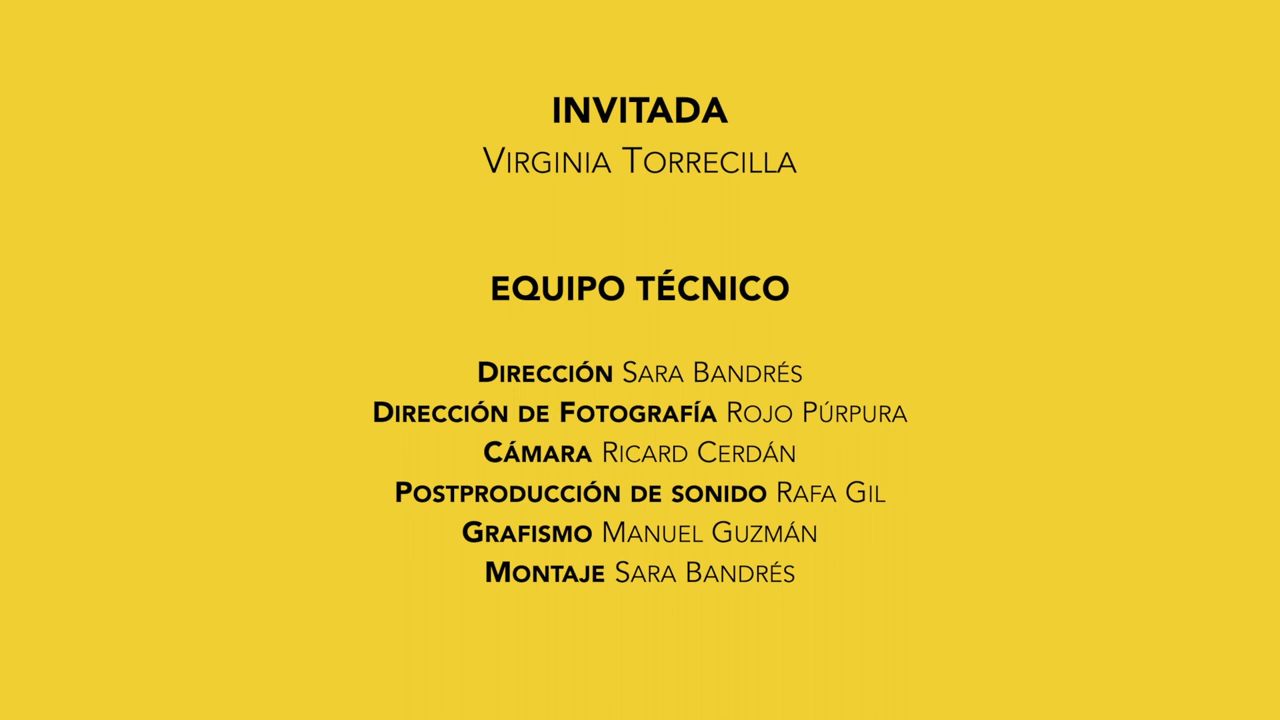 INVITADA
VIRGINIA TORRECILLA
EQUIPO TÉCNICO
DIRECCIÓN SARA BANDRÉS
DIRECCIÓN DE FOTOGRAFÍA ROJO PÚRPURA
CÁMARA RICARD CERDÁN
POSTPRODUCCIÓN DE SONIDO RAFA GIL
GRAFISMO MANUEL GUZMÁN
MONTAJE SARA BANDRÉS